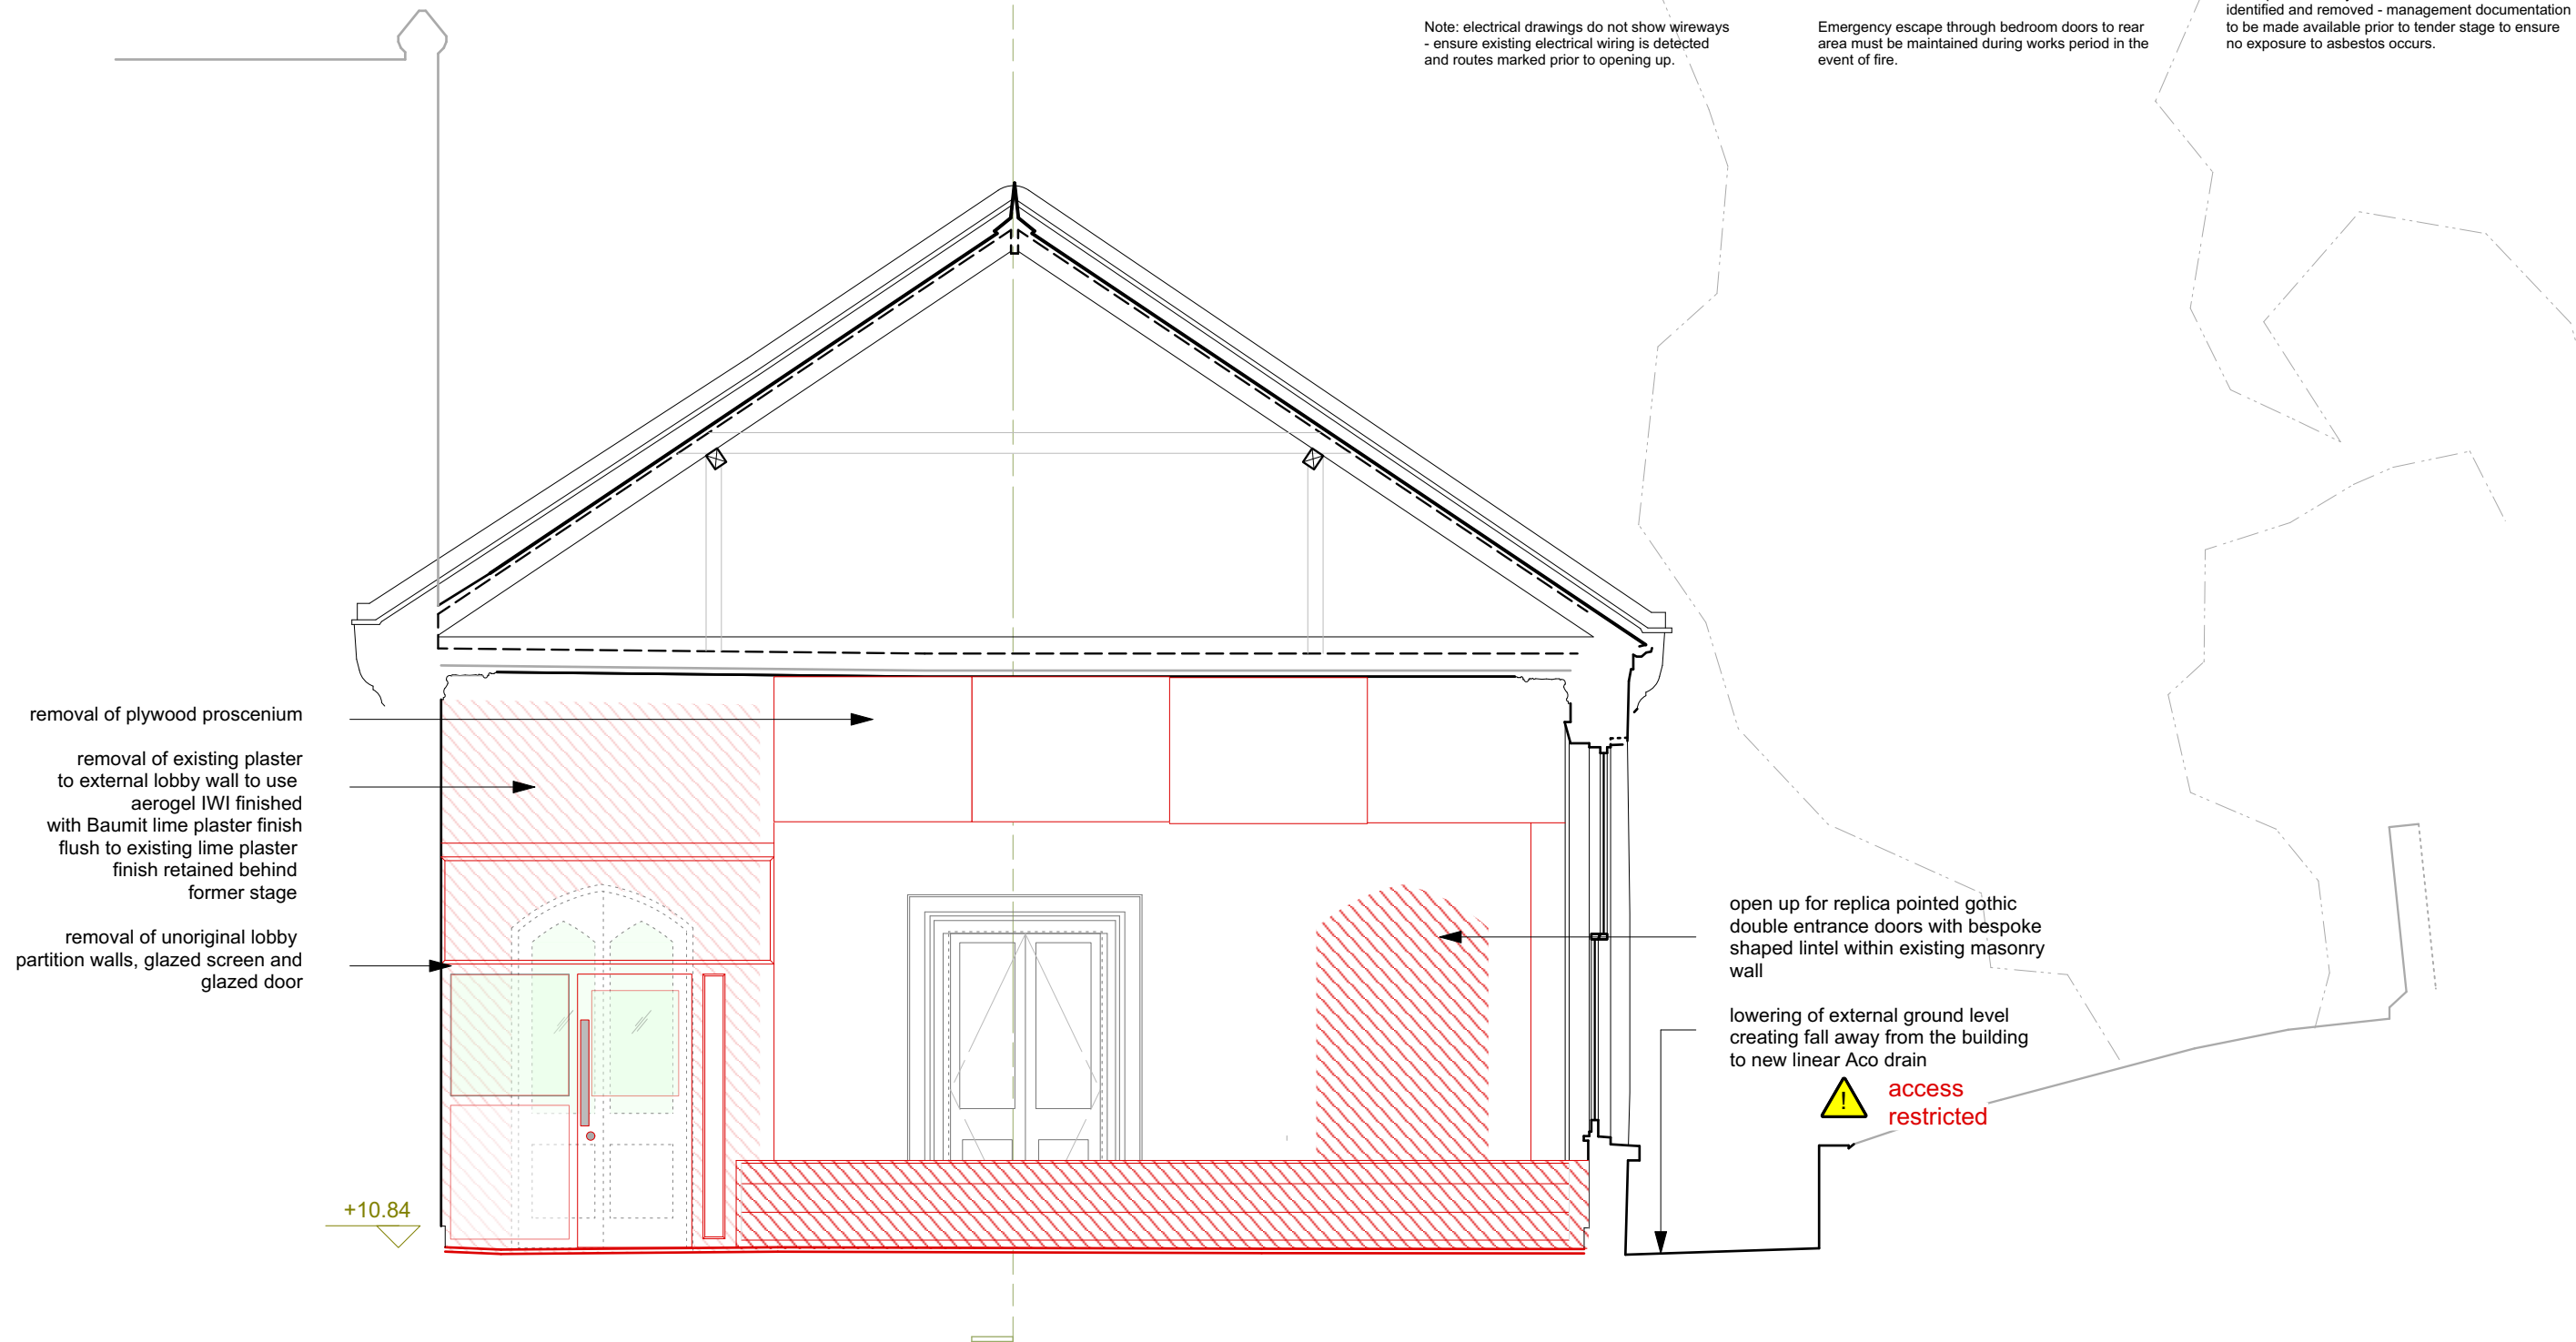 Note: electrical drawings do not show wireways
- ensure existing electrical wiring is detected
and routes marked prior to opening up.
Emergency escape through bedroom doors to rear
area must be maintained during works period in the
event of fire.
identified and removed - management documentation
to be made available prior to tender stage to ensure
no exposure to asbestos occurs.
removal of plywood proscenium
removal of existing plaster
to external lobby wall to use
aerogel IWI finished
with Baumit lime plaster finish
flush to existing lime plaster
finish retained behind
former stage
removal of unoriginal lobby
partition walls, glazed screen and
glazed door
+10.84
open up for replica pointed gothic
double entrance doors with bespoke
shaped lintel within existing masonry
wall
lowering of external ground level
creating fall away from the building
to new linear Aco drain
!
access
restricted